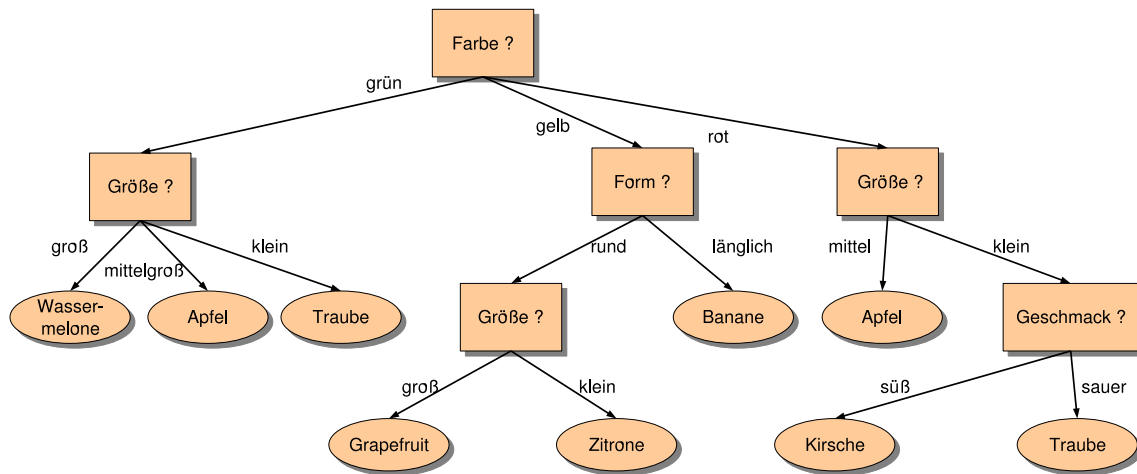 Farbe ?
grün
gelb
rot
Größe ?
Form ?
Größe ?
groß
mittelgroß
klein
rund
länglich
mittel
klein
Wasser-
melone
Apfel
Traube
Größe ?
Banane
Apfel
Geschmack ?
groß
klein
süß
sauer
Grapefruit
Zitrone
Kirsche
Traube